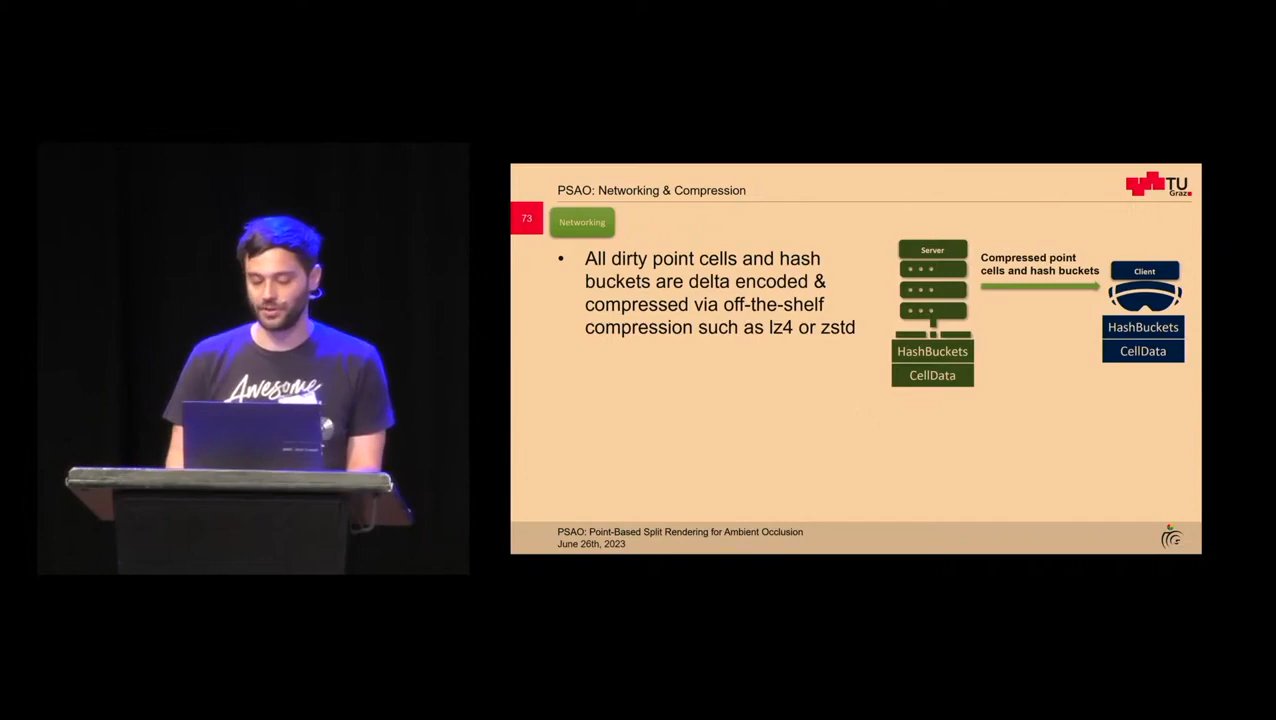 Awesome
PSAO: Networking & Compression
TU
Graz
73
Networking
• All dirty point cells and hash
buckets are delta encoded &
compressed via off-the-shelf
compression such as lz4 or zstd
Server
Compressed point
cells and hash buckets
Client
HashBuckets
CellData
HashBuckets
CellData
PSAO: Point-Based Split Rendering for Ambient Occlusion
June 26th, 2023